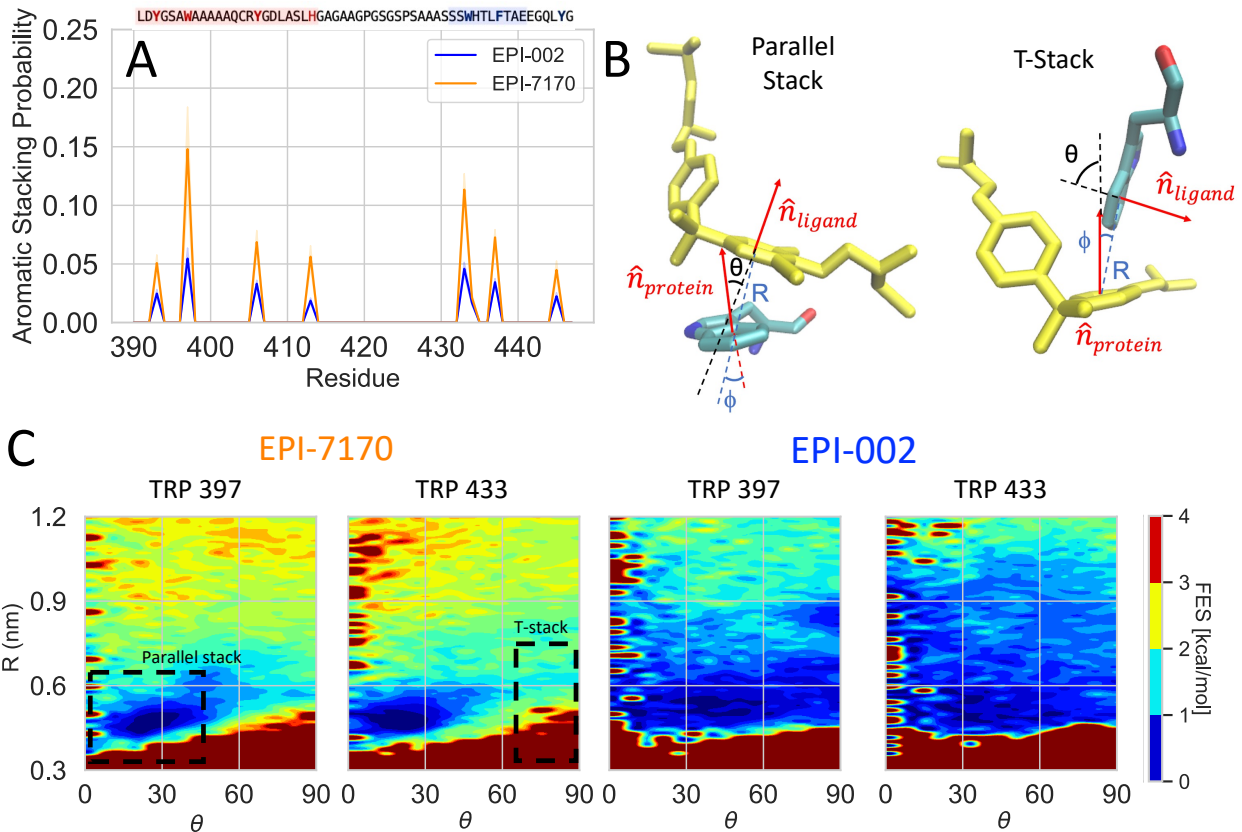 LDYGSAWAAAAAQCRYGDLASLHGAGAAGPGSGSPSAAASSSWHTLFTAEEGQLYG
A
EPI-002
EPI-7170
Aromatic Stacking Probability
0.25
0.20
0.15
0.10
0.05
0.00
390 400 410 420 430 440
Residue
B
Parallel
Stack
T-Stack
n̂ligand
n̂protein
θ
R
ϕ
θ
n̂ligand
ϕ
R
n̂protein
C
EPI-7170
EPI-002
TRP 397
TRP 433
TRP 397
TRP 433
R (nm)
1.2
0.9
0.6
0.3
Parallel stack
T-stack
0 30 60 90
0 30 60 90
0 30 60 90
0 30 60 90
θ
θ
θ
θ
4
3
2
1
0
FES [kcal/mol]